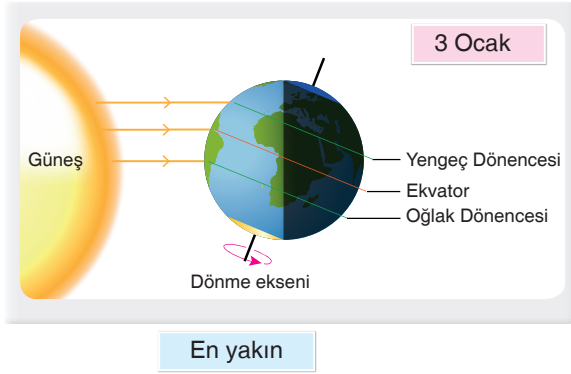 3 Ocak
Güneş
Yengeç Dönencesi
Ekvator
Oğlak Dönencesi
Dönme ekseni
En yakın